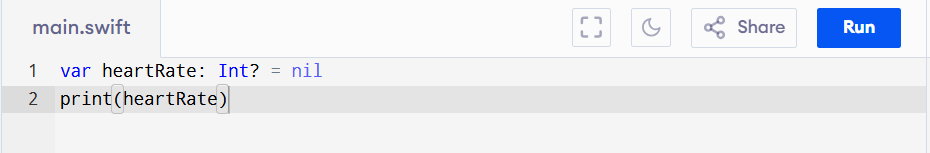 main.swift
Share
Run
1 var heartRate: Int? = nil
2 print(heartRate)